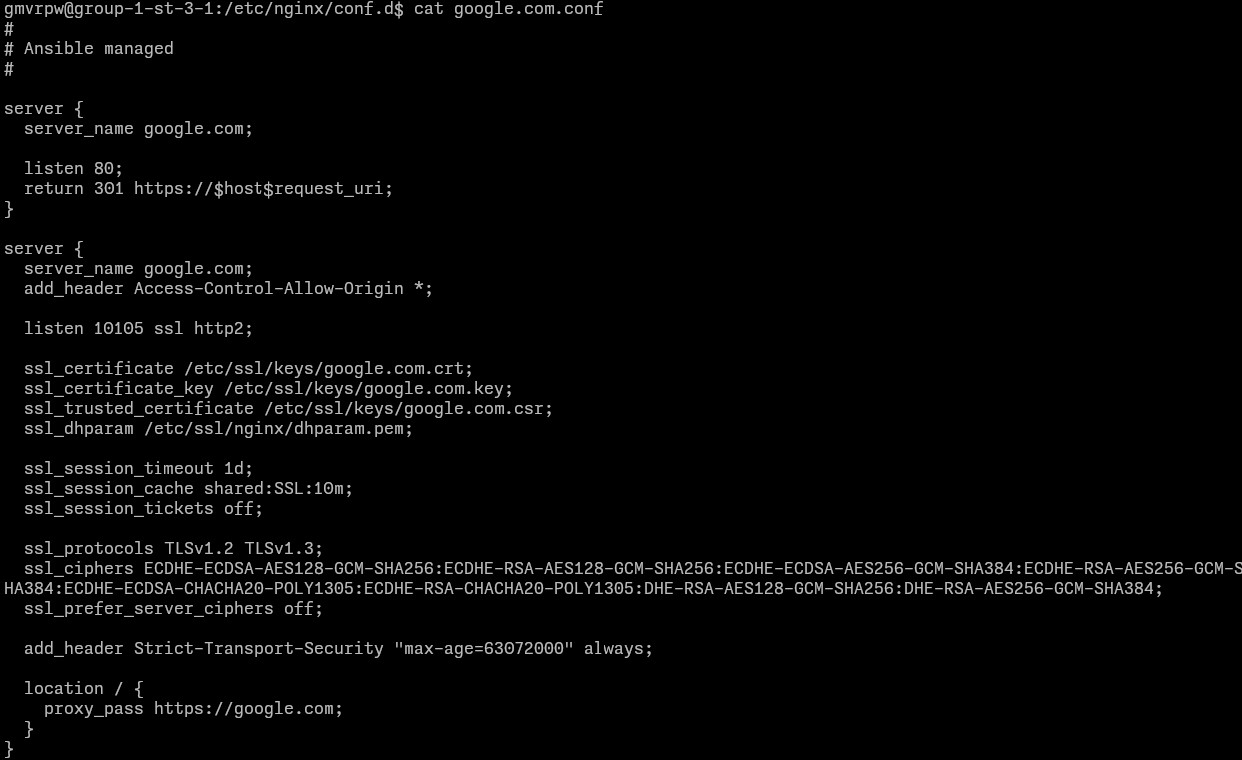 gmvrpw@group-1-st-3-1:/etc/nginx/conf.d$ cat google.com.conf
#
# Ansible managed
#

server {
  server_name google.com;

  listen 80;
  return 301 https://$host$request_uri;
}

server {
  server_name google.com;
  add_header Access-Control-Allow-Origin *;

  listen 10105 ssl http2;

  ssl_certificate /etc/ssl/keys/google.com.crt;
  ssl_certificate_key /etc/ssl/keys/google.com.key;
  ssl_trusted_certificate /etc/ssl/keys/google.com.csr;
  ssl_dhparam /etc/ssl/nginx/dhparam.pem;

  ssl_session_timeout 1d;
  ssl_session_cache shared:SSL:10m;
  ssl_session_tickets off;

  ssl_protocols TLSv1.2 TLSv1.3;
  ssl_ciphers ECDHE-ECDSA-AES128-GCM-SHA256:ECDHE-RSA-AES128-GCM-SHA256:ECDHE-ECDSA-AES256-GCM-SHA384:ECDHE-RSA-AES256-GCM-S
HA384:ECDHE-ECDSA-CHACHA20-POLY1305:ECDHE-RSA-CHACHA20-POLY1305:DHE-RSA-AES128-GCM-SHA256:DHE-RSA-AES256-GCM-SHA384;
  ssl_prefer_server_ciphers off;

  add_header Strict-Transport-Security "max-age=63072000" always;

  location / {
    proxy_pass https://google.com;
  }
}